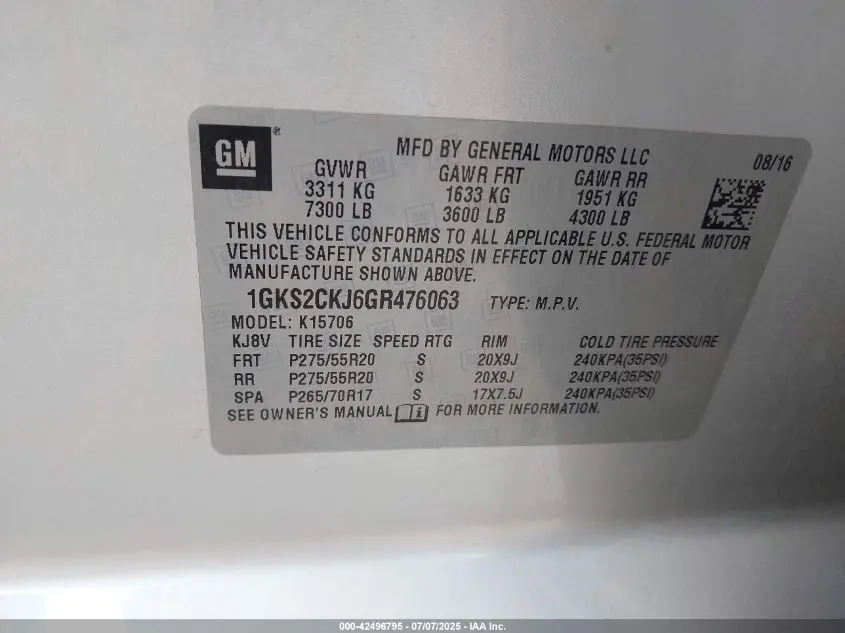 GM
MFD BY GENERAL MOTORS LLC 08/16
GVWR GAWR FRT GAWR RR
3311 KG 1633 KG 1951 KG
7300 LB 3600 LB 4300 LB
THIS VEHICLE CONFORMS TO ALL APPLICABLE U.S. FEDERAL MOTOR
VEHICLE SAFETY STANDARDS IN EFFECT ON THE DATE OF
MANUFACTURE SHOWN ABOVE.
1GKS2CKJ6GR476063 TYPE: M.P.V.
MODEL: K15706
KJ8V TIRE SIZE SPEED RTG RIM COLD TIRE PRESSURE
FRT P275/55R20 S 20X9J 240KPA(35PSI)
RR P275/55R20 S 20X9J 240KPA(35PSI)
SPA P265/70R17 S 17X7.5J 240KPA(35PSI)
SEE OWNER'S MANUAL FOR MORE INFORMATION.
000-42496795 - 07/07/2025 - IAA Inc.